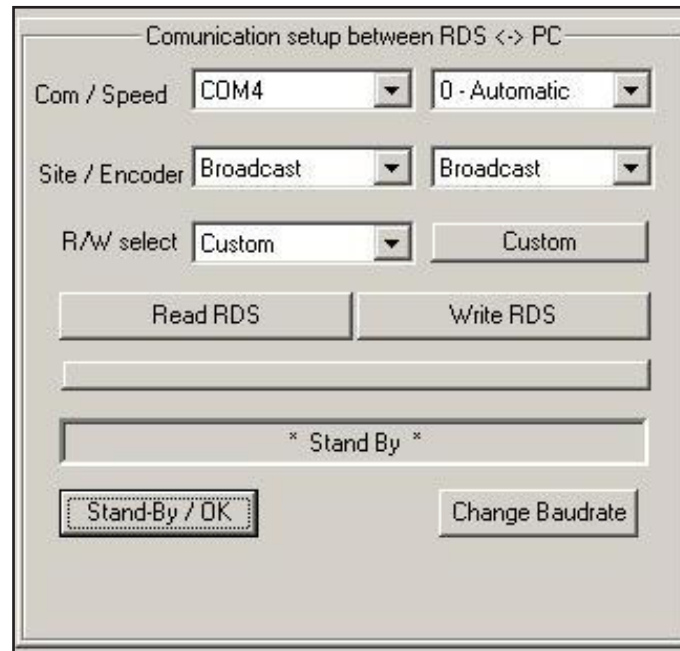 Comunication setup between RDS <-> PC
Com / Speed COM4 0 - Automatic
Site / Encoder Broadcast Broadcast
R/W select Custom Custom
Read RDS Write RDS
* Stand By *
Stand-By / OK Change Baudrate